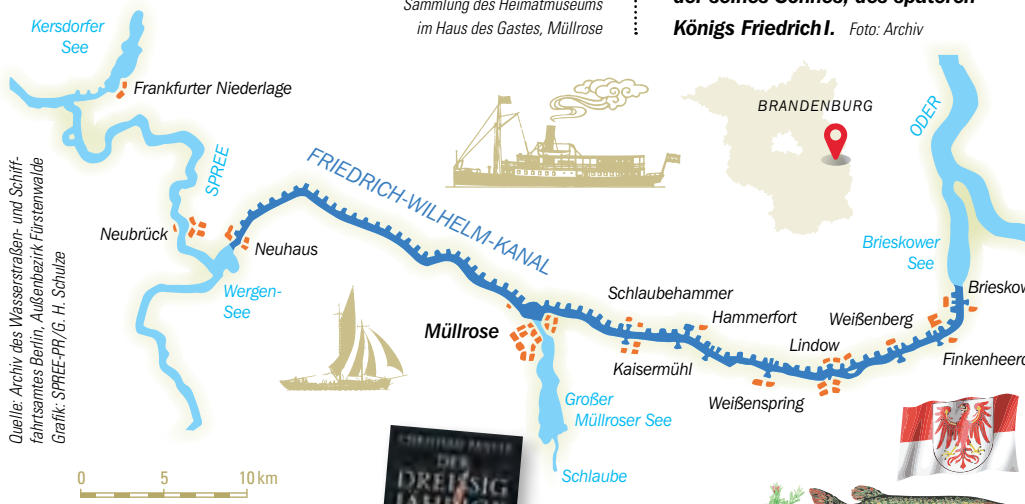 Sammlung des Heimatmuseums
im Haus des Gastes, Müllrose
der seines Sohnes, des späteren
Königs Friedrich I. Foto: Archiv
Kersdorfer
See
Frankfurter Niederlage
SPREE
Neubrück
Neuhaus
Wergen-
See
FRIEDRICH-WILHELM-KANAL
BRANDENBURG
ODER
Brieskower
See
Brieskow
Schlaubehammer
Hammerfort
Weißenberg
Lindow
Finkenheerd
Müllrose
Kaisermühl
Weißenspring
Großer
Müllroser See
Schlaube
Quelle: Archiv des Wasserstraßen- und Schiff-
fahrtsamtes Berlin, Außenbezirk Fürstenwalde
Grafik: SPREE-PR/G. H. Schulze
0 5 10 km
CHRISTIAN
DER
DREISSIG